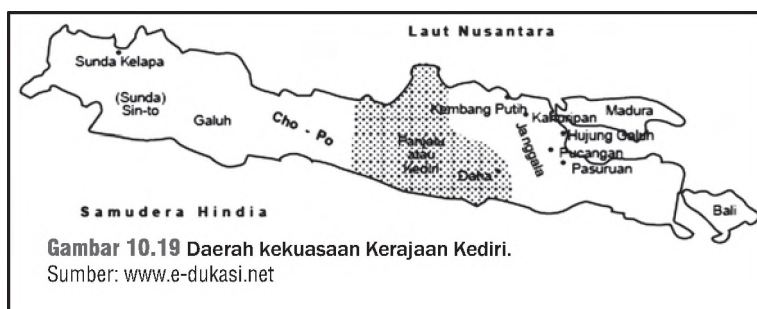 Laut Nusantara
Sunda Kelapa
(Sunda)
Sin-to
Galuh
Cho - Po
Kembang Putih
Panjalu
atau
Kediri
Daha
Janggala
Kahuripan
Madura
Hujung Galuh
Pucangan
Pasuruan
Bali
Samudera Hindia
Gambar 10.19 Daerah kekuasaan Kerajaan Kediri.
Sumber: www.e-dukasi.net